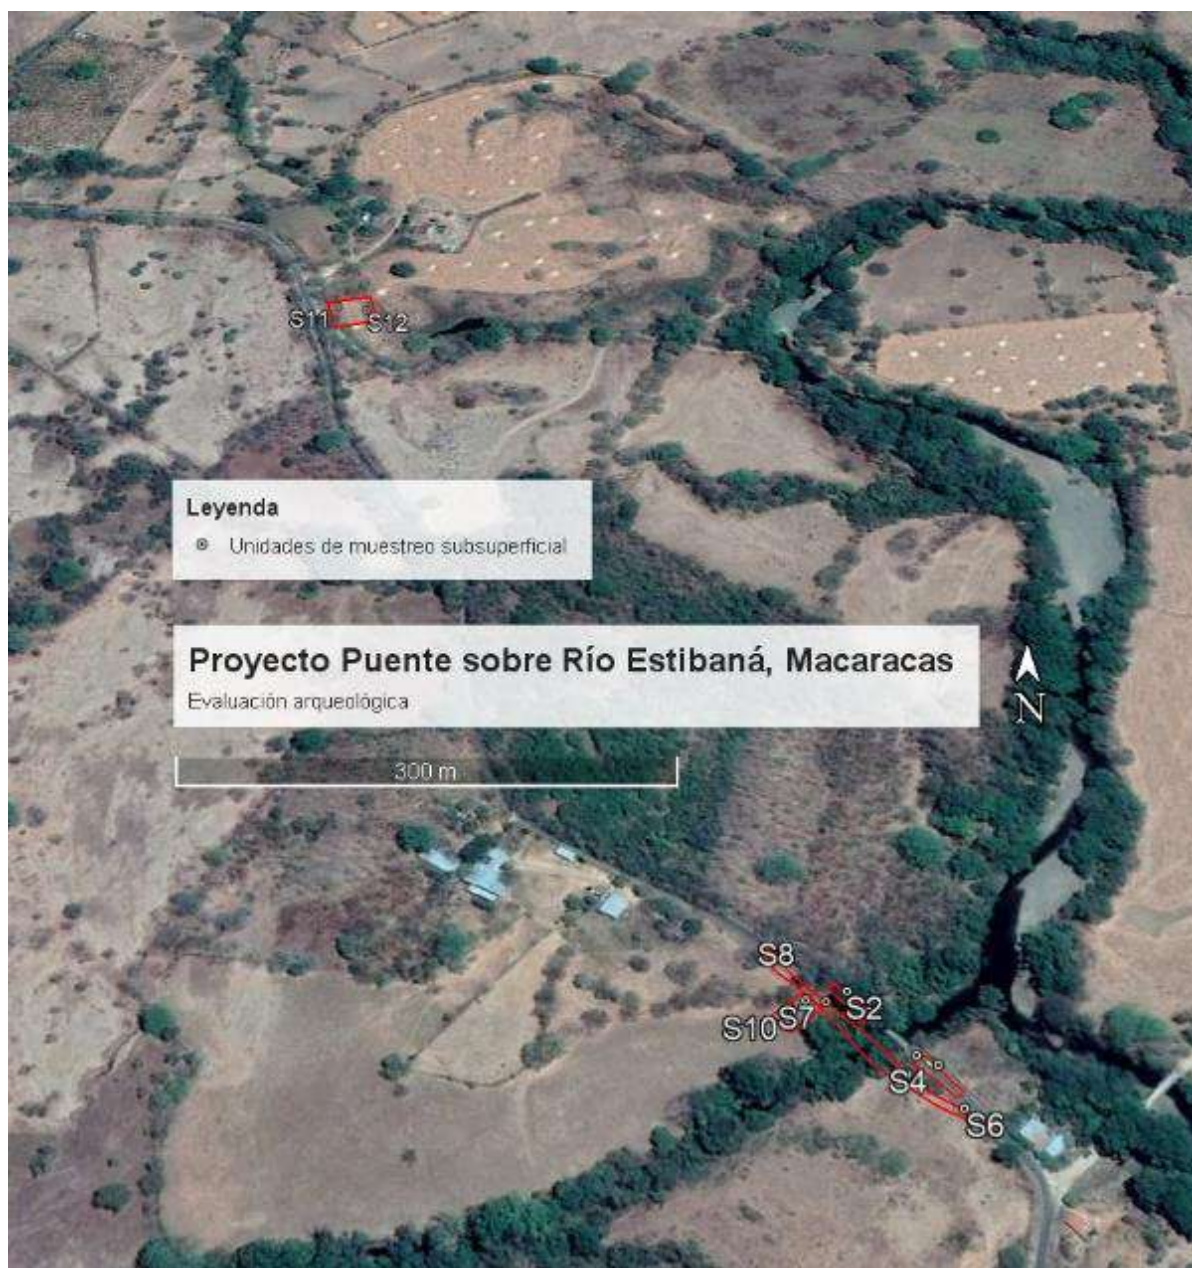 S11
S12
Leyenda
Unidades de muestreo subsuperficial
Proyecto Puente sobre Río Estibaná, Macaracas
Evaluación arqueológica
N
300 m
S8
S2
S7
S10
S4
S6